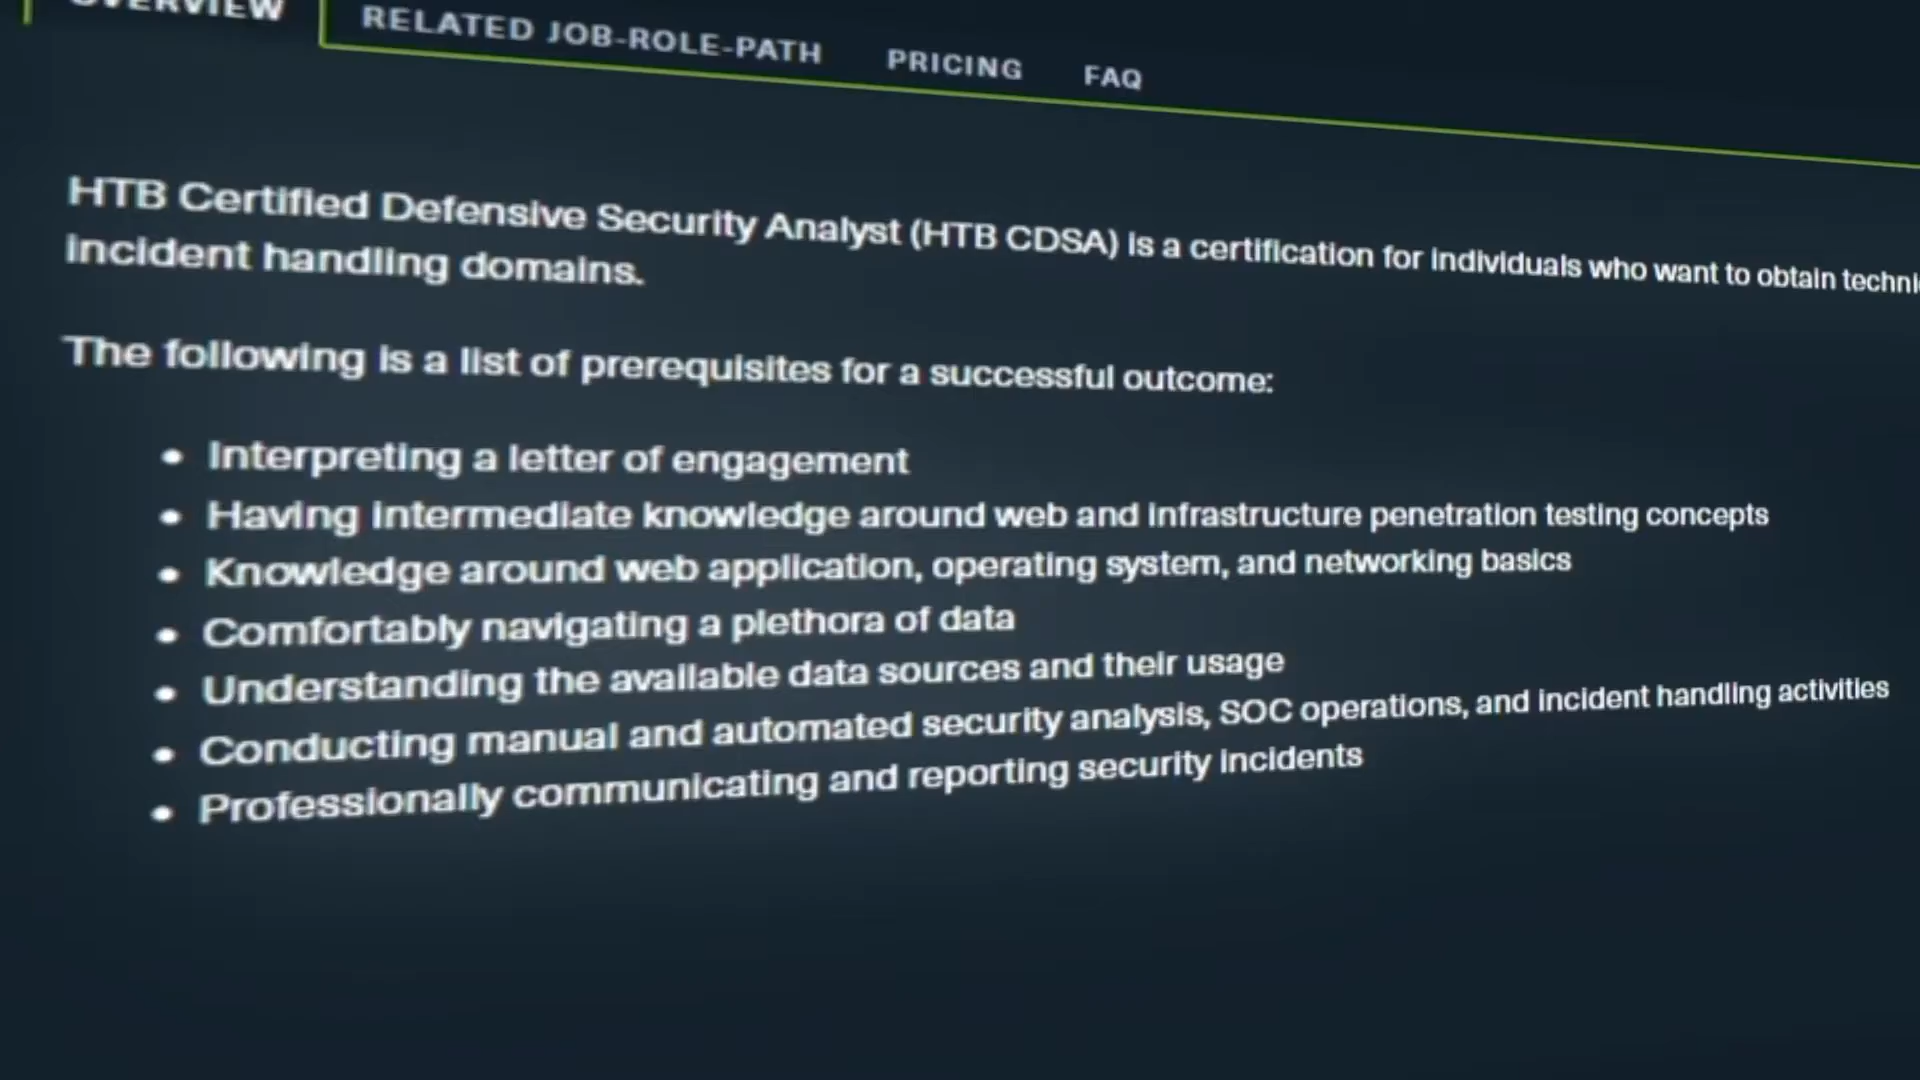 OVERVIEW
RELATED JOB-ROLE-PATH
PRICING
FAQ
HTB Certified Defensive Security Analyst (HTB CDSA) is a certification for individuals who want to obtain
incident handling domains.
The following is a list of prerequisites for a successful outcome:
• Interpreting a letter of engagement
• Having intermediate knowledge around web and infrastructure penetration testing concepts
• Knowledge around web application, operating system, and networking basics
• Comfortably navigating a plethora of data
• Understanding the available data sources and their usage
• Conducting manual and automated security analysis, SOC operations, and incident handling activities
• Professionally communicating and reporting security incidents